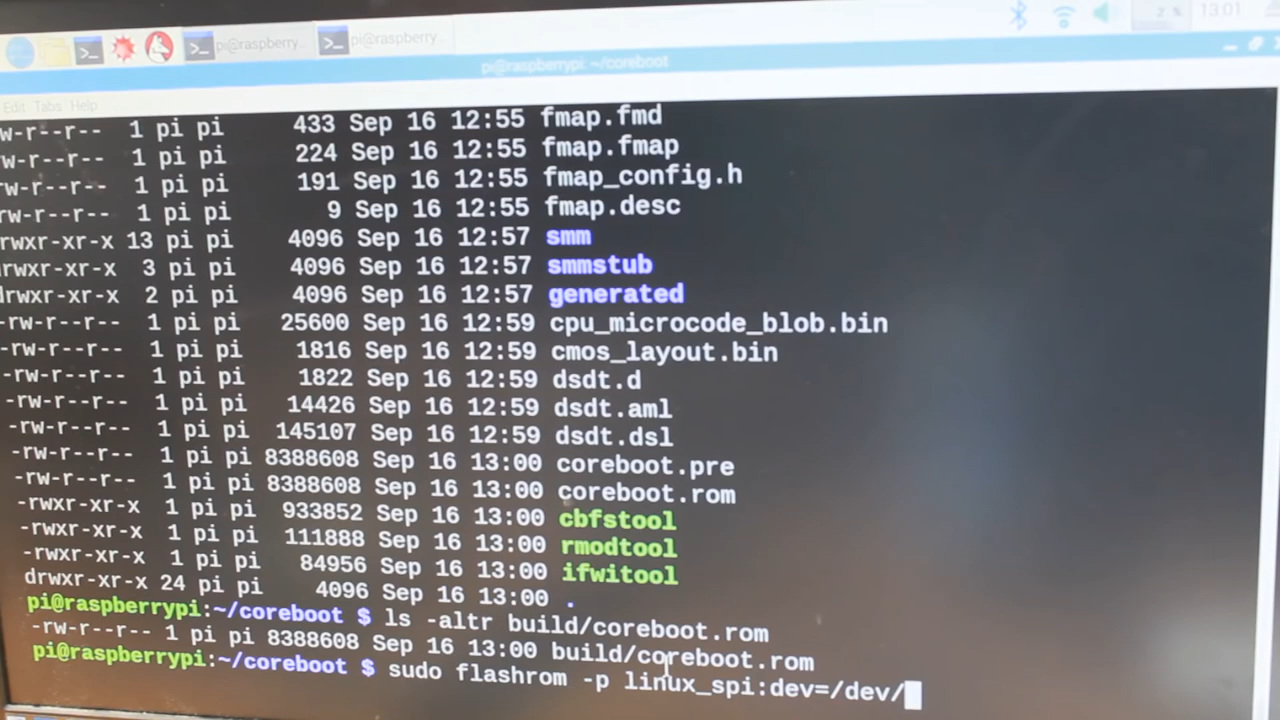 pi@raspberry... pi@raspberry... 2 % 13:01
pi@raspberrypi: ~/coreboot
Edit Tabs Help
w-r--r-- 1 pi pi 433 Sep 16 12:55 fmap.fmd
rw-r--r-- 1 pi pi 224 Sep 16 12:55 fmap.fmap
rw-r--r-- 1 pi pi 191 Sep 16 12:55 fmap_config.h
rw-r--r-- 1 pi pi 9 Sep 16 12:55 fmap.desc
rwxr-xr-x 13 pi pi 4096 Sep 16 12:57 smm
drwxr-xr-x 3 pi pi 4096 Sep 16 12:57 smmstub
drwxr-xr-x 2 pi pi 4096 Sep 16 12:57 generated
-rw-r--r-- 1 pi pi 25600 Sep 16 12:59 cpu_microcode_blob.bin
-rw-r--r-- 1 pi pi 1816 Sep 16 12:59 cmos_layout.bin
-rw-r--r-- 1 pi pi 1822 Sep 16 12:59 dsdt.d
-rw-r--r-- 1 pi pi 14426 Sep 16 12:59 dsdt.aml
-rw-r--r-- 1 pi pi 145107 Sep 16 12:59 dsdt.dsl
-rw-r--r-- 1 pi pi 8388608 Sep 16 13:00 coreboot.pre
-rw-r--r-- 1 pi pi 8388608 Sep 16 13:00 coreboot.rom
-rwxr-xr-x 1 pi pi 933852 Sep 16 13:00 cbfstool
-rwxr-xr-x 1 pi pi 111888 Sep 16 13:00 rmodtool
-rwxr-xr-x 1 pi pi 84956 Sep 16 13:00 ifwitool
drwxr-xr-x 24 pi pi 4096 Sep 16 13:00 .
pi@raspberrypi:~/coreboot $ ls -altr build/coreboot.rom
-rw-r--r-- 1 pi pi 8388608 Sep 16 13:00 build/coreboot.rom
pi@raspberrypi:~/coreboot $ sudo flashrom -p linux_spi:dev=/dev/